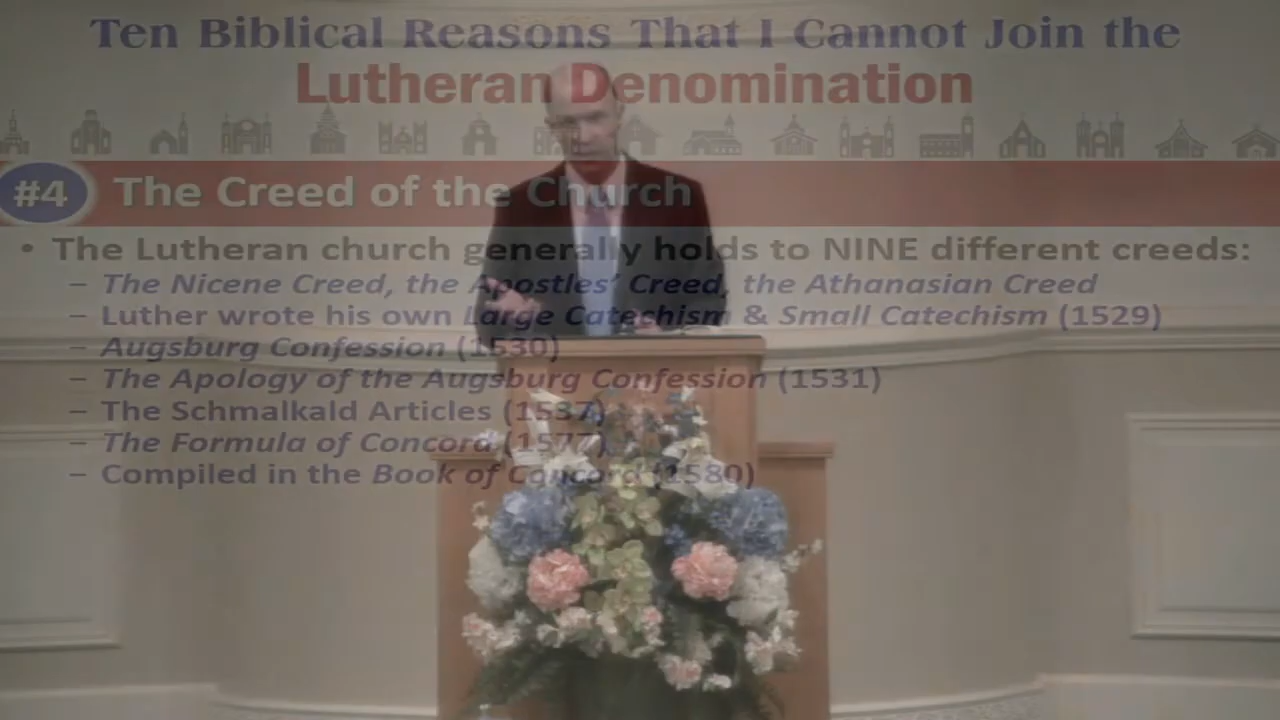 Ten Biblical Reasons That I Cannot Join the
Lutheran Denomination
#4 The Creed of the Church
• The Lutheran church generally holds to NINE different creeds:
– The Nicene Creed, the Apostles' Creed, the Athanasian Creed
– Luther wrote his own Large Catechism & Small Catechism (1529)
– Augsburg Confession (1530)
– The Apology of the Augsburg Confession (1531)
– The Schmalkald Articles (1537)
– The Formula of Concord (1577)
– Compiled in the Book of Concord (1580)